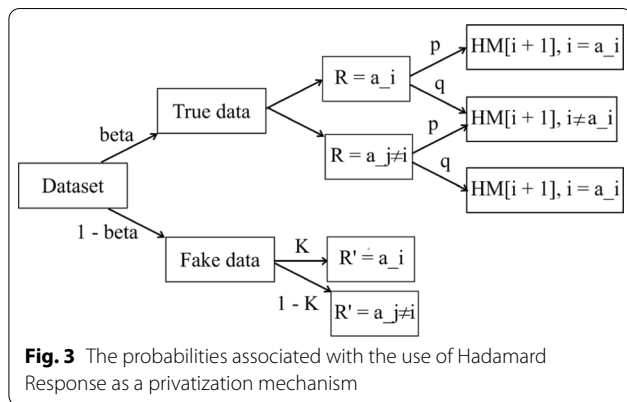 p
HM[i + 1], i = a_i
R = a_i
q
True data
HM[i + 1], i≠a_i
beta
p
R = a_j≠i
q
Dataset
HM[i + 1], i = a_i
1 - beta
K
R' = a_i
Fake data
1 - K
R' = a_j≠i
Fig. 3 The probabilities associated with the use of Hadamard
Response as a privatization mechanism